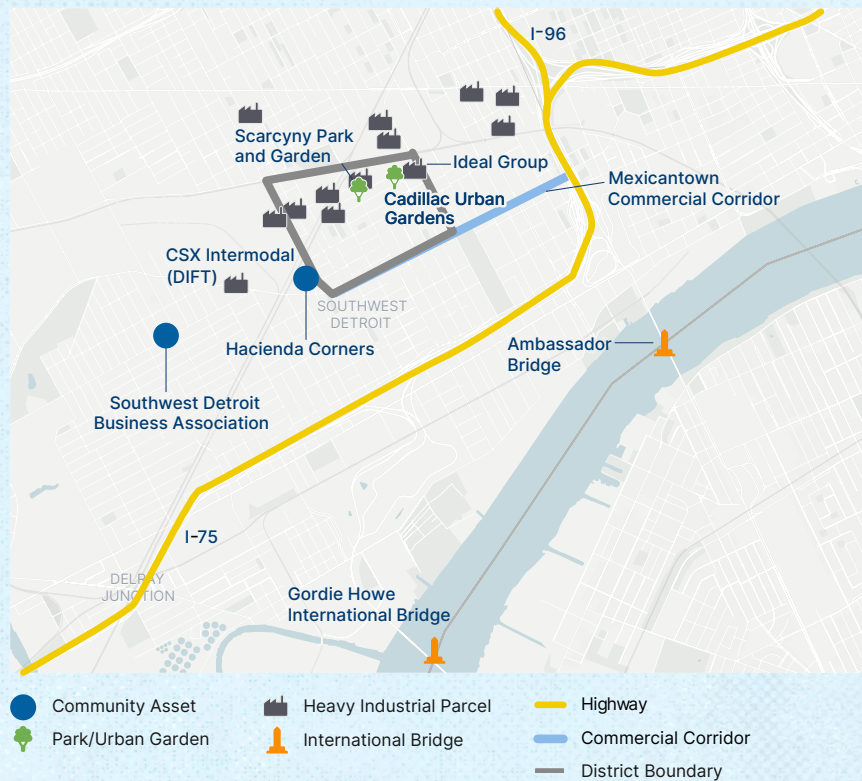 I-96
Scarcyny Park
and Garden
Ideal Group
Mexicantown
Commercial Corridor
Cadillac Urban
Gardens
CSX Intermodal
(DIFT)
SOUTHWEST
DETROIT
Hacienda Corners
Ambassador
Bridge
Southwest Detroit
Business Association
I-75
DELRAY
JUNCTION
Gordie Howe
International Bridge
Community Asset
Heavy Industrial Parcel
Highway
Park/Urban Garden
International Bridge
Commercial Corridor
District Boundary